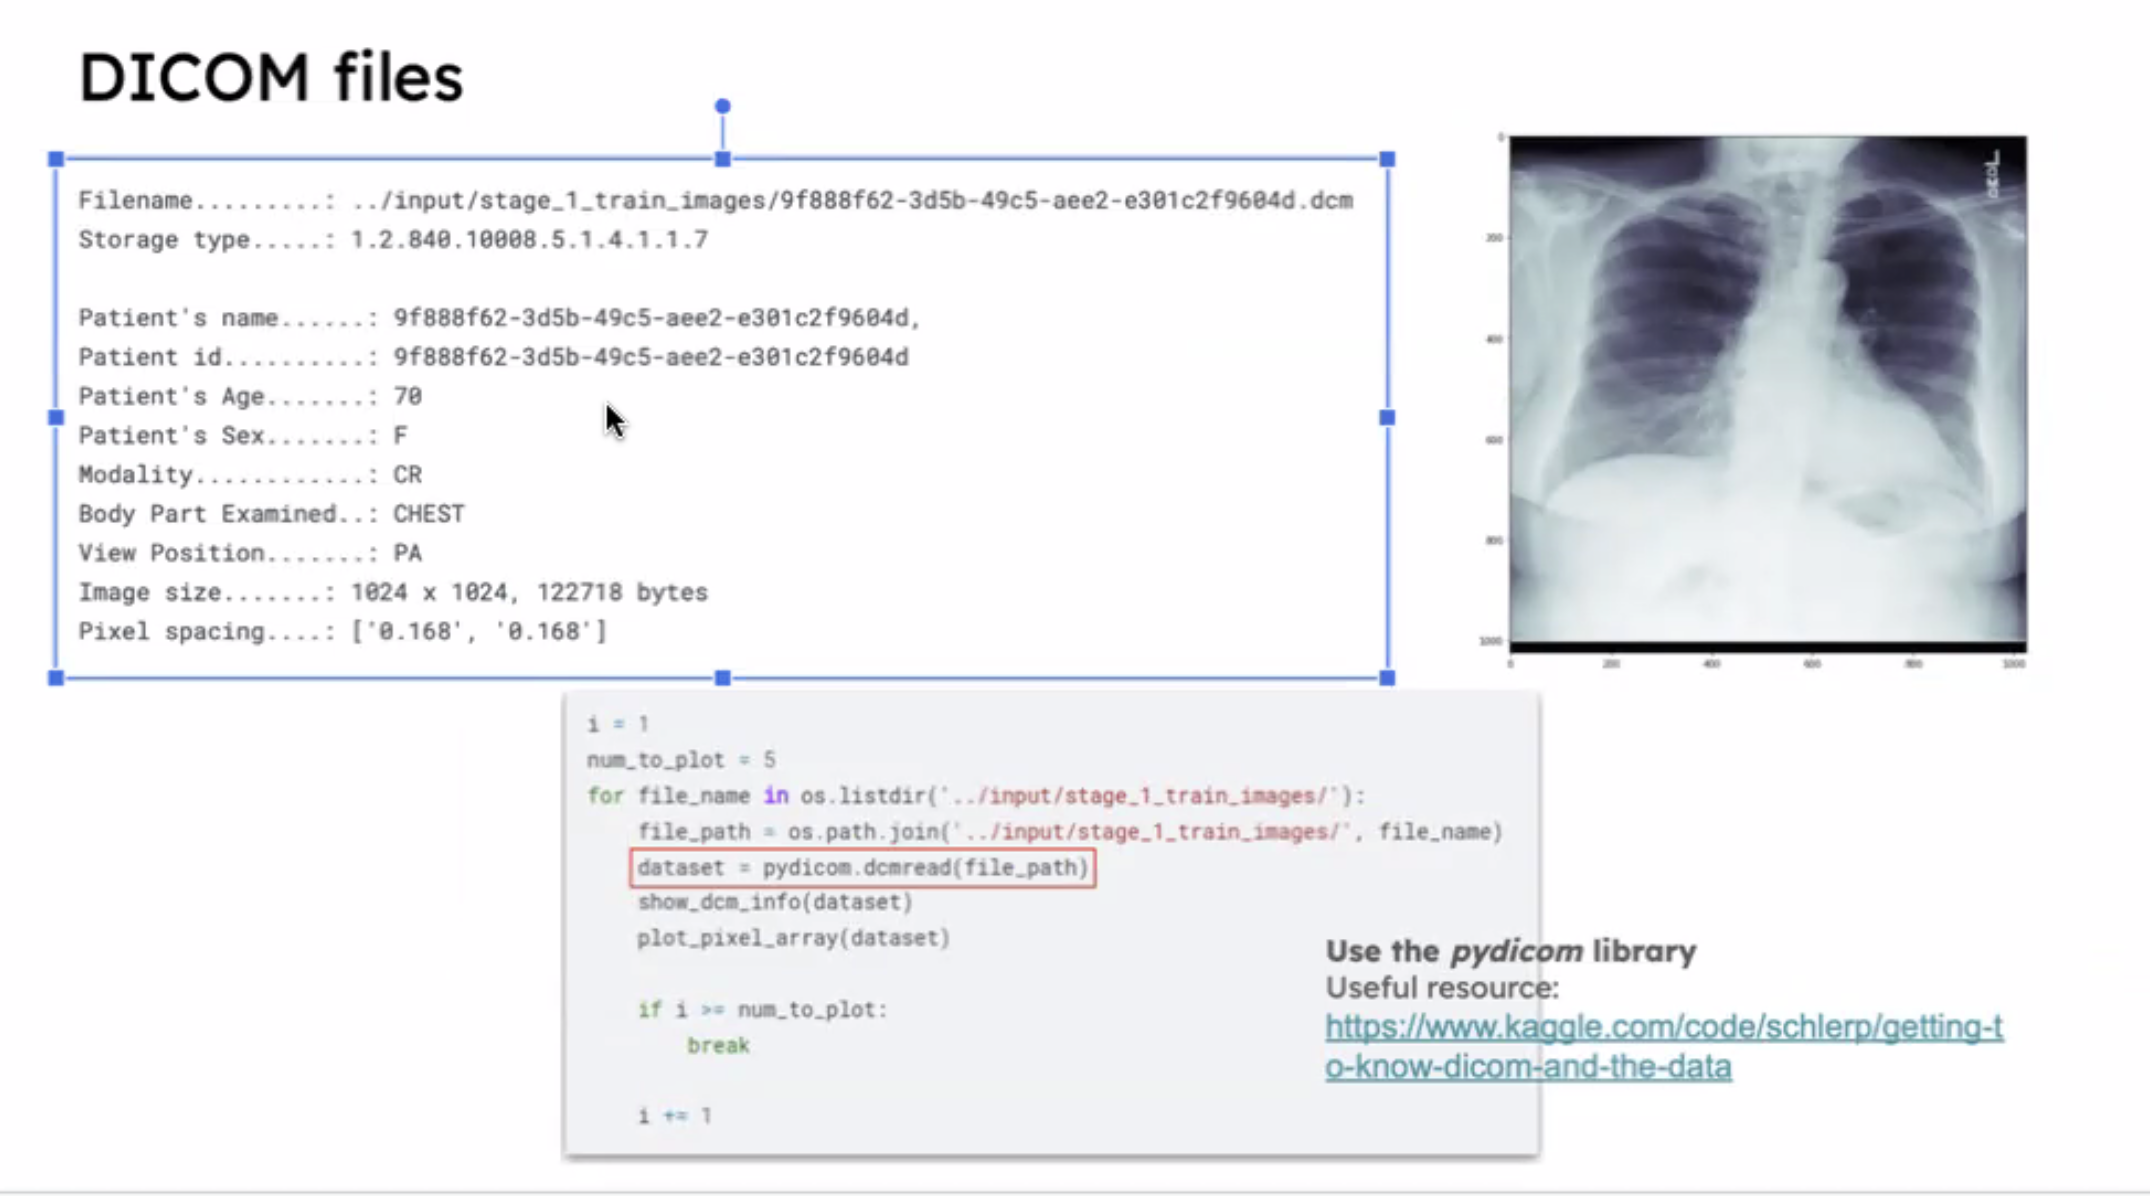 DICOM files
Filename.........: ../input/stage_1_train_images/9f888f62-3d5b-49c5-aee2-e301c2f9604d.dcm
Storage type.....: 1.2.840.10008.5.1.4.1.1.7
Patient's name......: 9f888f62-3d5b-49c5-aee2-e301c2f9604d,
Patient id..........: 9f888f62-3d5b-49c5-aee2-e301c2f9604d
Patient's Age.......: 70
Patient's Sex.......: F
Modality............: CR
Body Part Examined..: CHEST
View Position.......: PA
Image size.......: 1024 x 1024, 122718 bytes
Pixel spacing....: ['0.168', '0.168']
0
200
400
600
800
1000
0 200 400 600 800 1000
i = 1
num_to_plot = 5
for file_name in os.listdir('../input/stage_1_train_images/'):
file_path = os.path.join('../input/stage_1_train_images/', file_name)
dataset = pydicom.dcmread(file_path)
show_dcm_info(dataset)
plot_pixel_array(dataset)
if i >= num_to_plot:
break
i += 1
Use the pydicom library
Useful resource:
https://www.kaggle.com/code/schlerp/getting-t
o-know-dicom-and-the-data